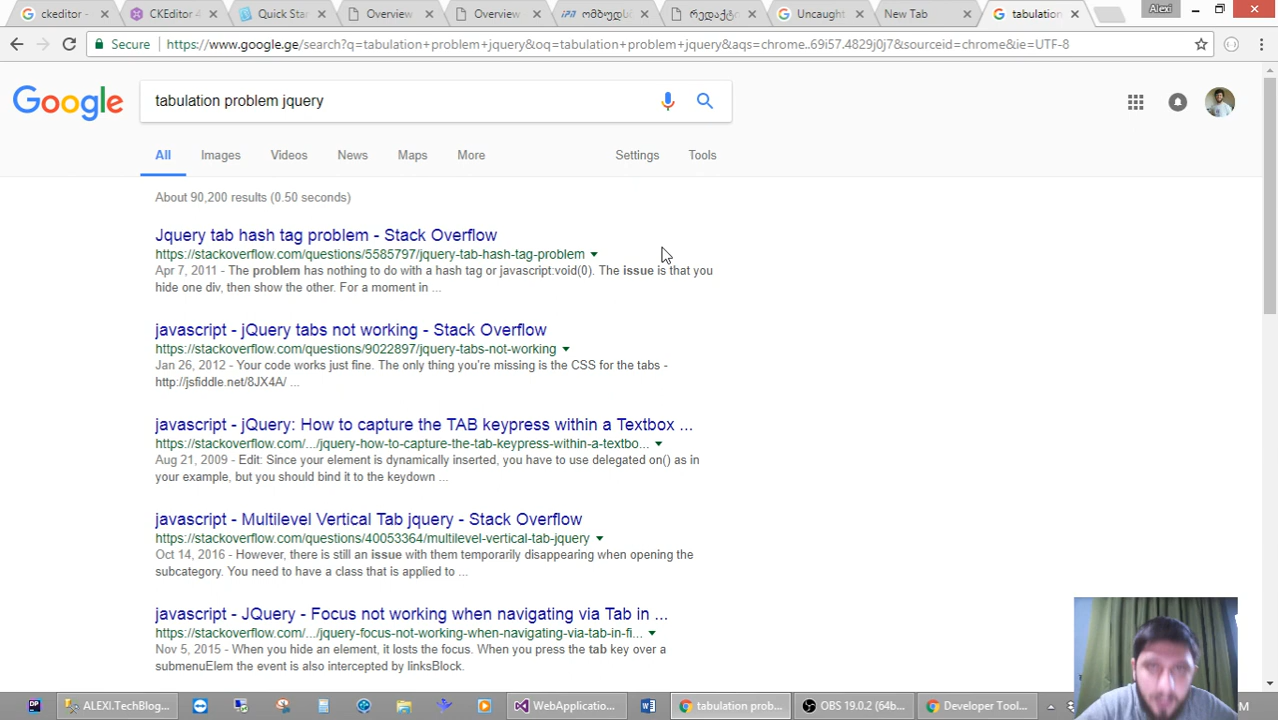 ckeditor -
CKEditor 4
Quick Star
Overview
Overview
ომბუდს
რედაქტ
Uncaught
New Tab
tabulation
Alexi
Secure
https://www.google.ge/search?q=tabulation+problem+jquery&oq=tabulation+problem+jquery&aqs=chrome..69i57.4829j0j7&sourceid=chrome&ie=UTF-8
Google
tabulation problem jquery
All Images Videos News Maps More Settings Tools
About 90,200 results (0.50 seconds)
Jquery tab hash tag problem - Stack Overflow
https://stackoverflow.com/questions/5585797/jquery-tab-hash-tag-problem
Apr 7, 2011 - The problem has nothing to do with a hash tag or javascript:void(0). The issue is that you
hide one div, then show the other. For a moment in ...
javascript - jQuery tabs not working - Stack Overflow
https://stackoverflow.com/questions/9022897/jquery-tabs-not-working
Jan 26, 2012 - Your code works just fine. The only thing you're missing is the CSS for the tabs -
http://jsfiddle.net/8JX4A/ ...
javascript - jQuery: How to capture the TAB keypress within a Textbox ...
https://stackoverflow.com/.../jquery-how-to-capture-the-tab-keypress-within-a-textbo...
Aug 21, 2009 - Edit: Since your element is dynamically inserted, you have to use delegated on() as in
your example, but you should bind it to the keydown ...
javascript - Multilevel Vertical Tab jquery - Stack Overflow
https://stackoverflow.com/questions/40053364/multilevel-vertical-tab-jquery
Oct 14, 2016 - However, there is still an issue with them temporarily disappearing when opening the
subcategory. You need to have a class that is applied to ...
javascript - JQuery - Focus not working when navigating via Tab in ...
https://stackoverflow.com/.../jquery-focus-not-working-when-navigating-via-tab-in-fi...
Nov 5, 2015 - When you hide an element, it losts the focus. When you press the tab key over a
submenuElem the event is also intercepted by linksBlock.
ALEXI.TechBlog...
WebApplicatio...
tabulation prob...
OBS 19.0.2 (64b...
Developer Tool...